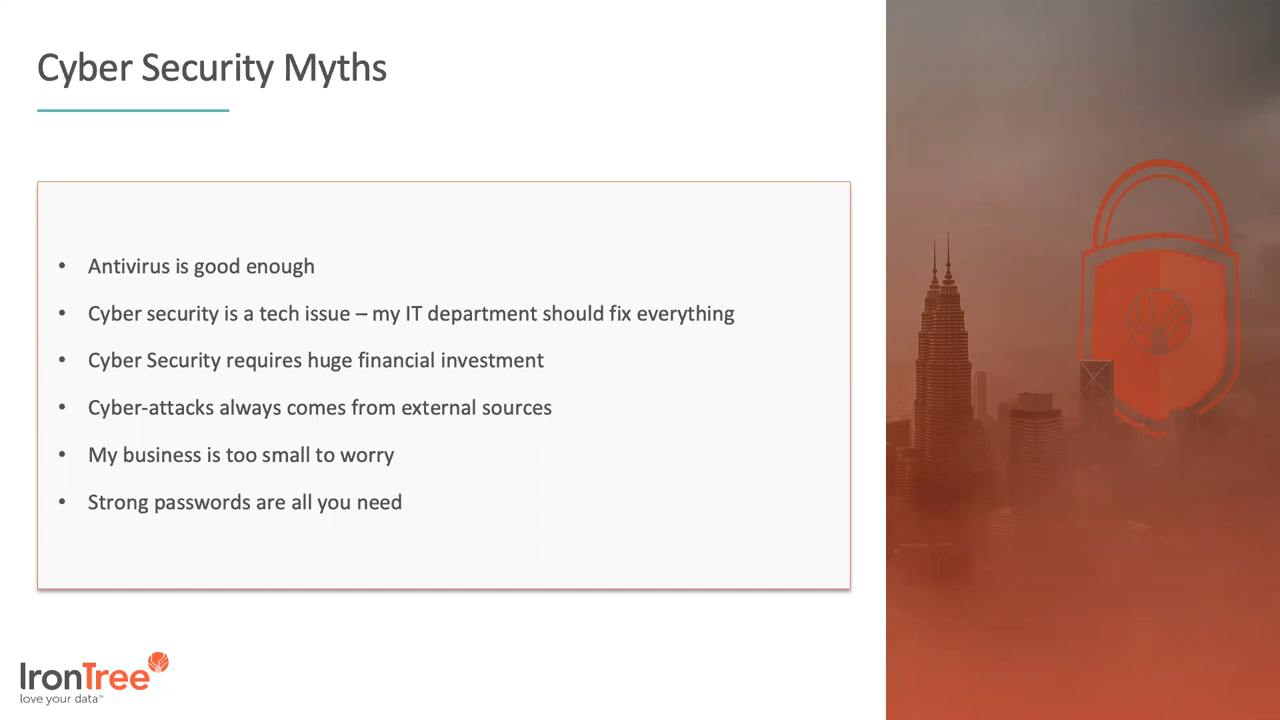 Cyber Security Myths
• Antivirus is good enough
• Cyber security is a tech issue – my IT department should fix everything
• Cyber Security requires huge financial investment
• Cyber-attacks always comes from external sources
• My business is too small to worry
• Strong passwords are all you need
IronTree
love your data™